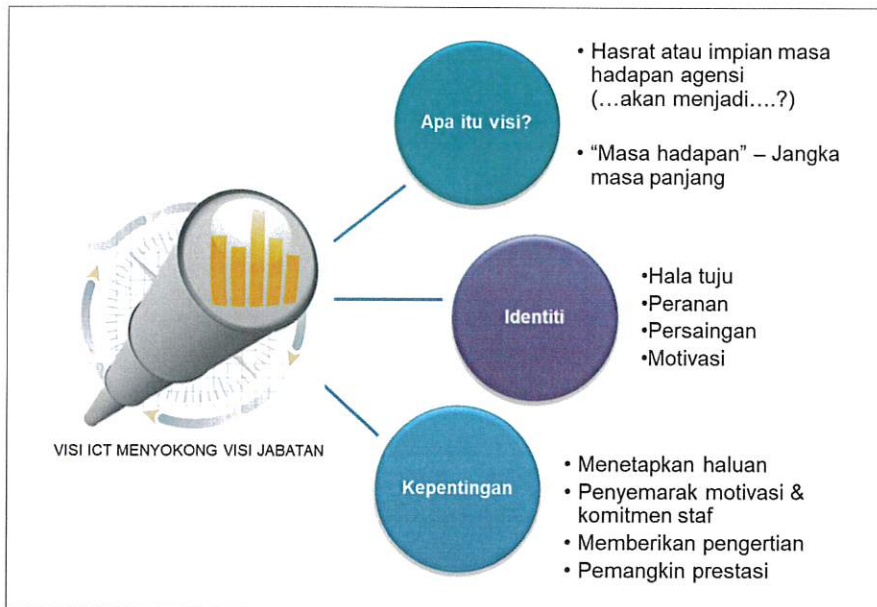 Apa itu visi?
• Hasrat atau impian masa
hadapan agensi
(…akan menjadi….?)
• “Masa hadapan” – Jangka
masa panjang
Identiti
•Hala tuju
•Peranan
•Persaingan
•Motivasi
VISI ICT MENYOKONG VISI JABATAN
Kepentingan
• Menetapkan haluan
• Penyemarak motivasi &
komitmen staf
• Memberikan pengertian
• Pemangkin prestasi